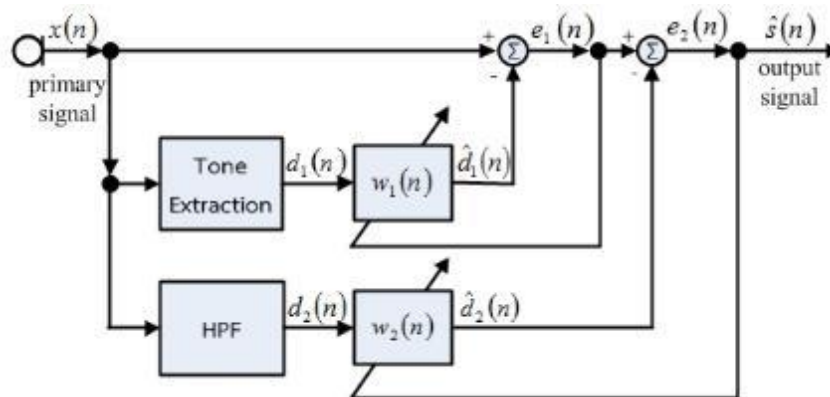 x(n)
primary
signal
+
Σ
-
e₁(n)
+
Σ
-
e₂(n)
ŝ(n)
output
signal
Tone
Extraction
d₁(n)
w₁(n)
d̂₁(n)
HPF
d₂(n)
w₂(n)
d̂₂(n)